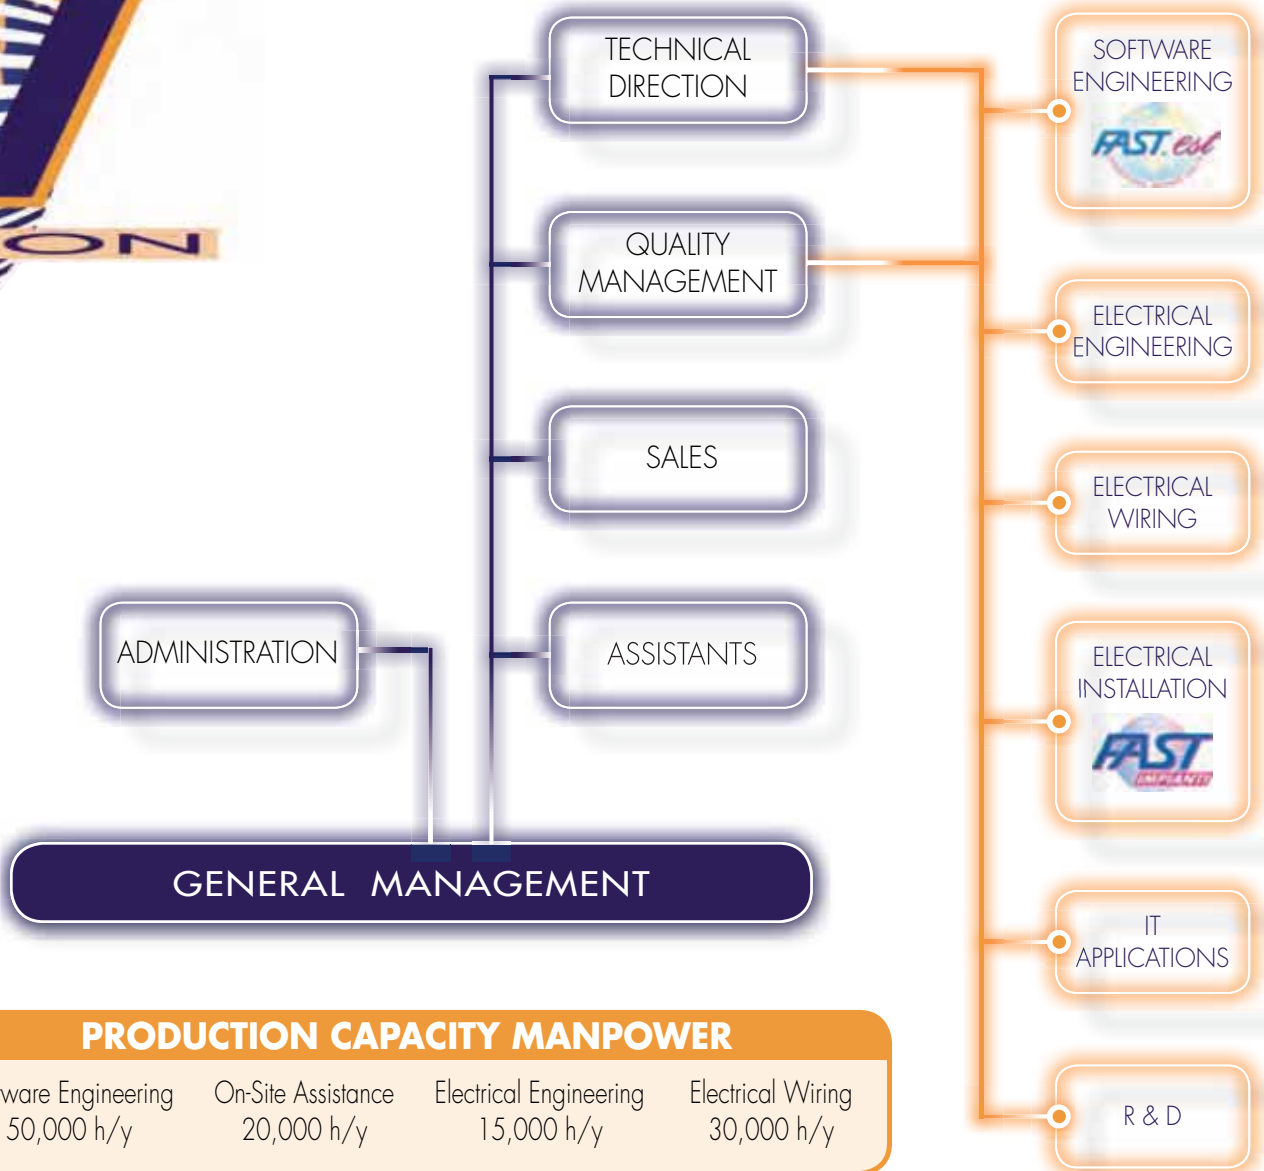 TECHNICAL
DIRECTION
SOFTWARE
ENGINEERING
FAST.esl
ON
QUALITY
MANAGEMENT
ELECTRICAL
ENGINEERING
SALES
ELECTRICAL
WIRING
ADMINISTRATION
ASSISTANTS
ELECTRICAL
INSTALLATION
FAST
IMPIANTI
GENERAL MANAGEMENT
IT
APPLICATIONS
R & D
PRODUCTION CAPACITY MANPOWER
ware Engineering On-Site Assistance Electrical Engineering Electrical Wiring
50,000 h/y 20,000 h/y 15,000 h/y 30,000 h/y